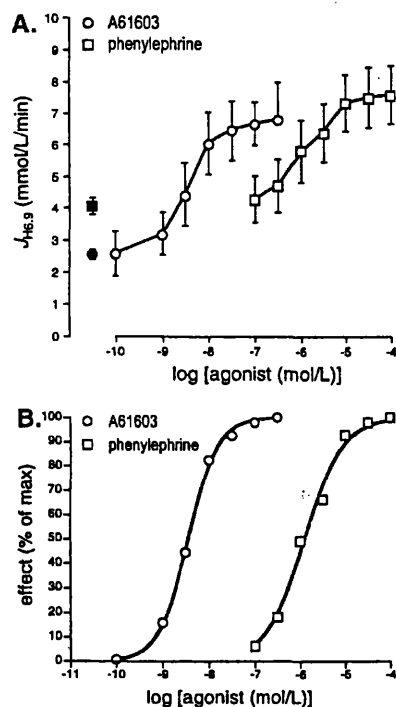 A.
A61603
phenylephrine
10
9
8
7
6
5
4
3
2
1
0
J_H6.9 (mmol/L/min)
-10 -9 -8 -7 -6 -5 -4
log [agonist (mol/L)]
B.
A61603
phenylephrine
100
90
80
70
60
50
40
30
20
10
0
effect (% of max)
-11 -10 -9 -8 -7 -6 -5 -4
log [agonist (mol/L)]